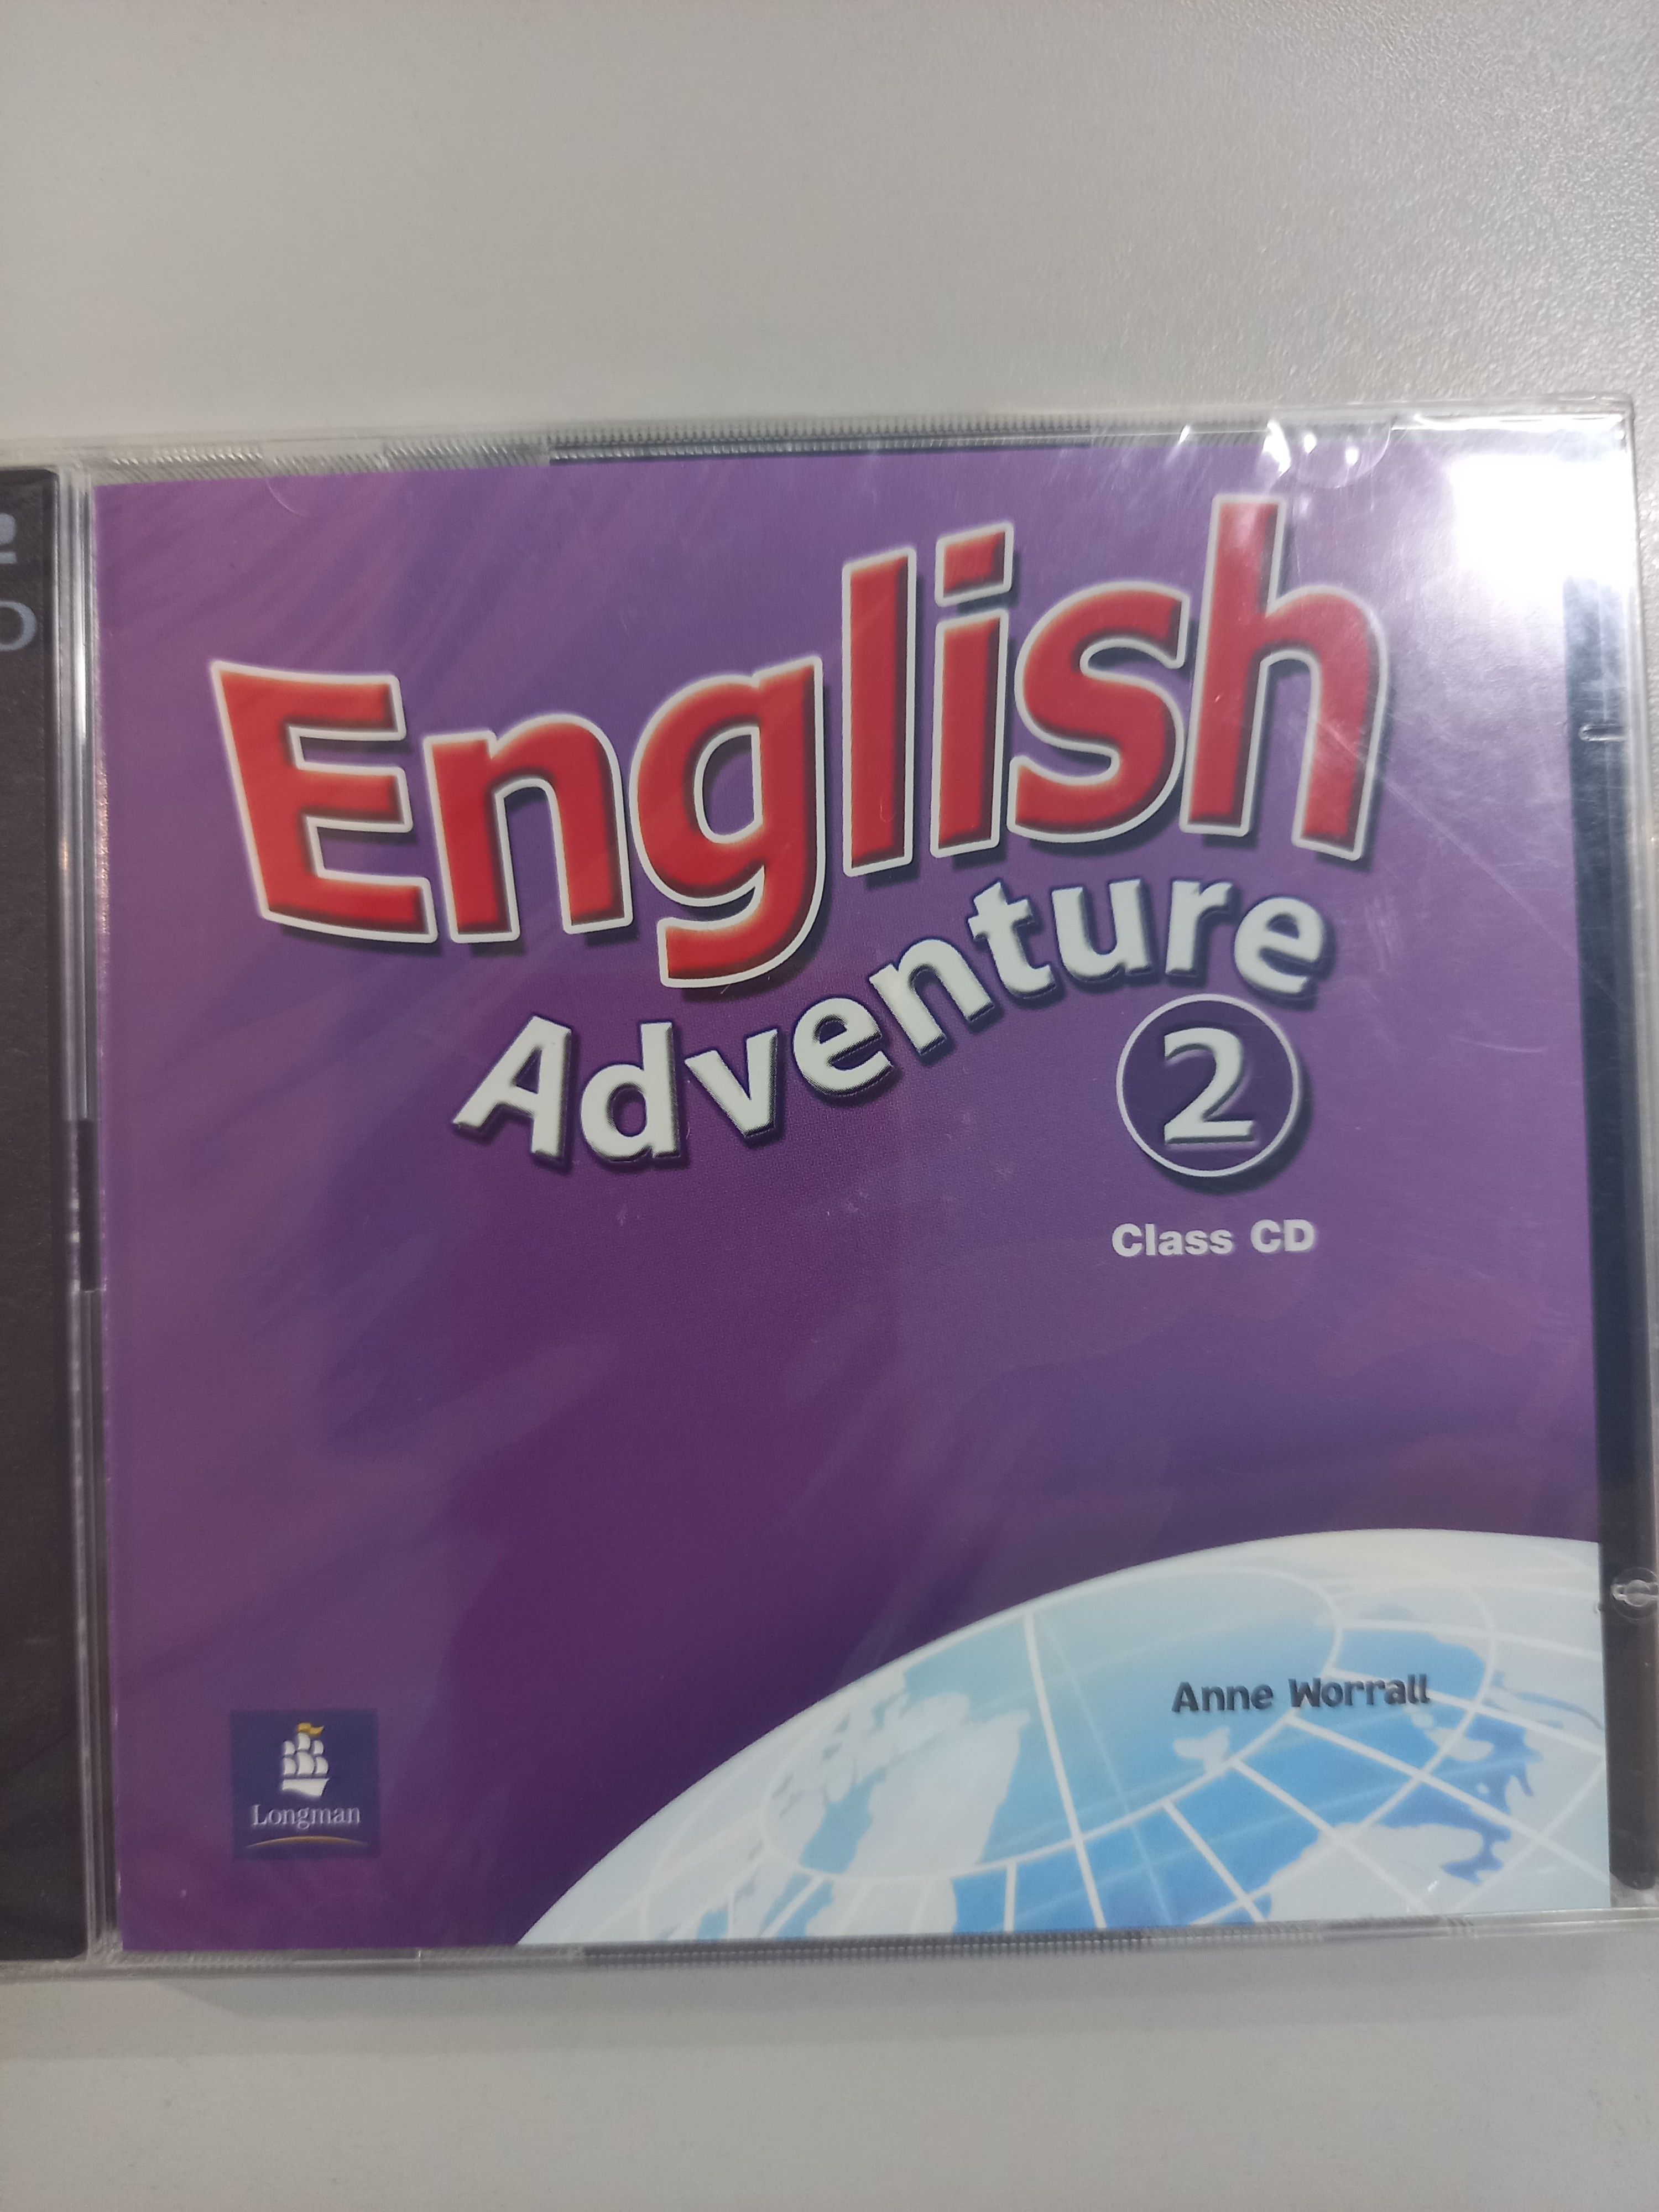 English
Adventure
2
Class CD
Anne Worrall
Longman